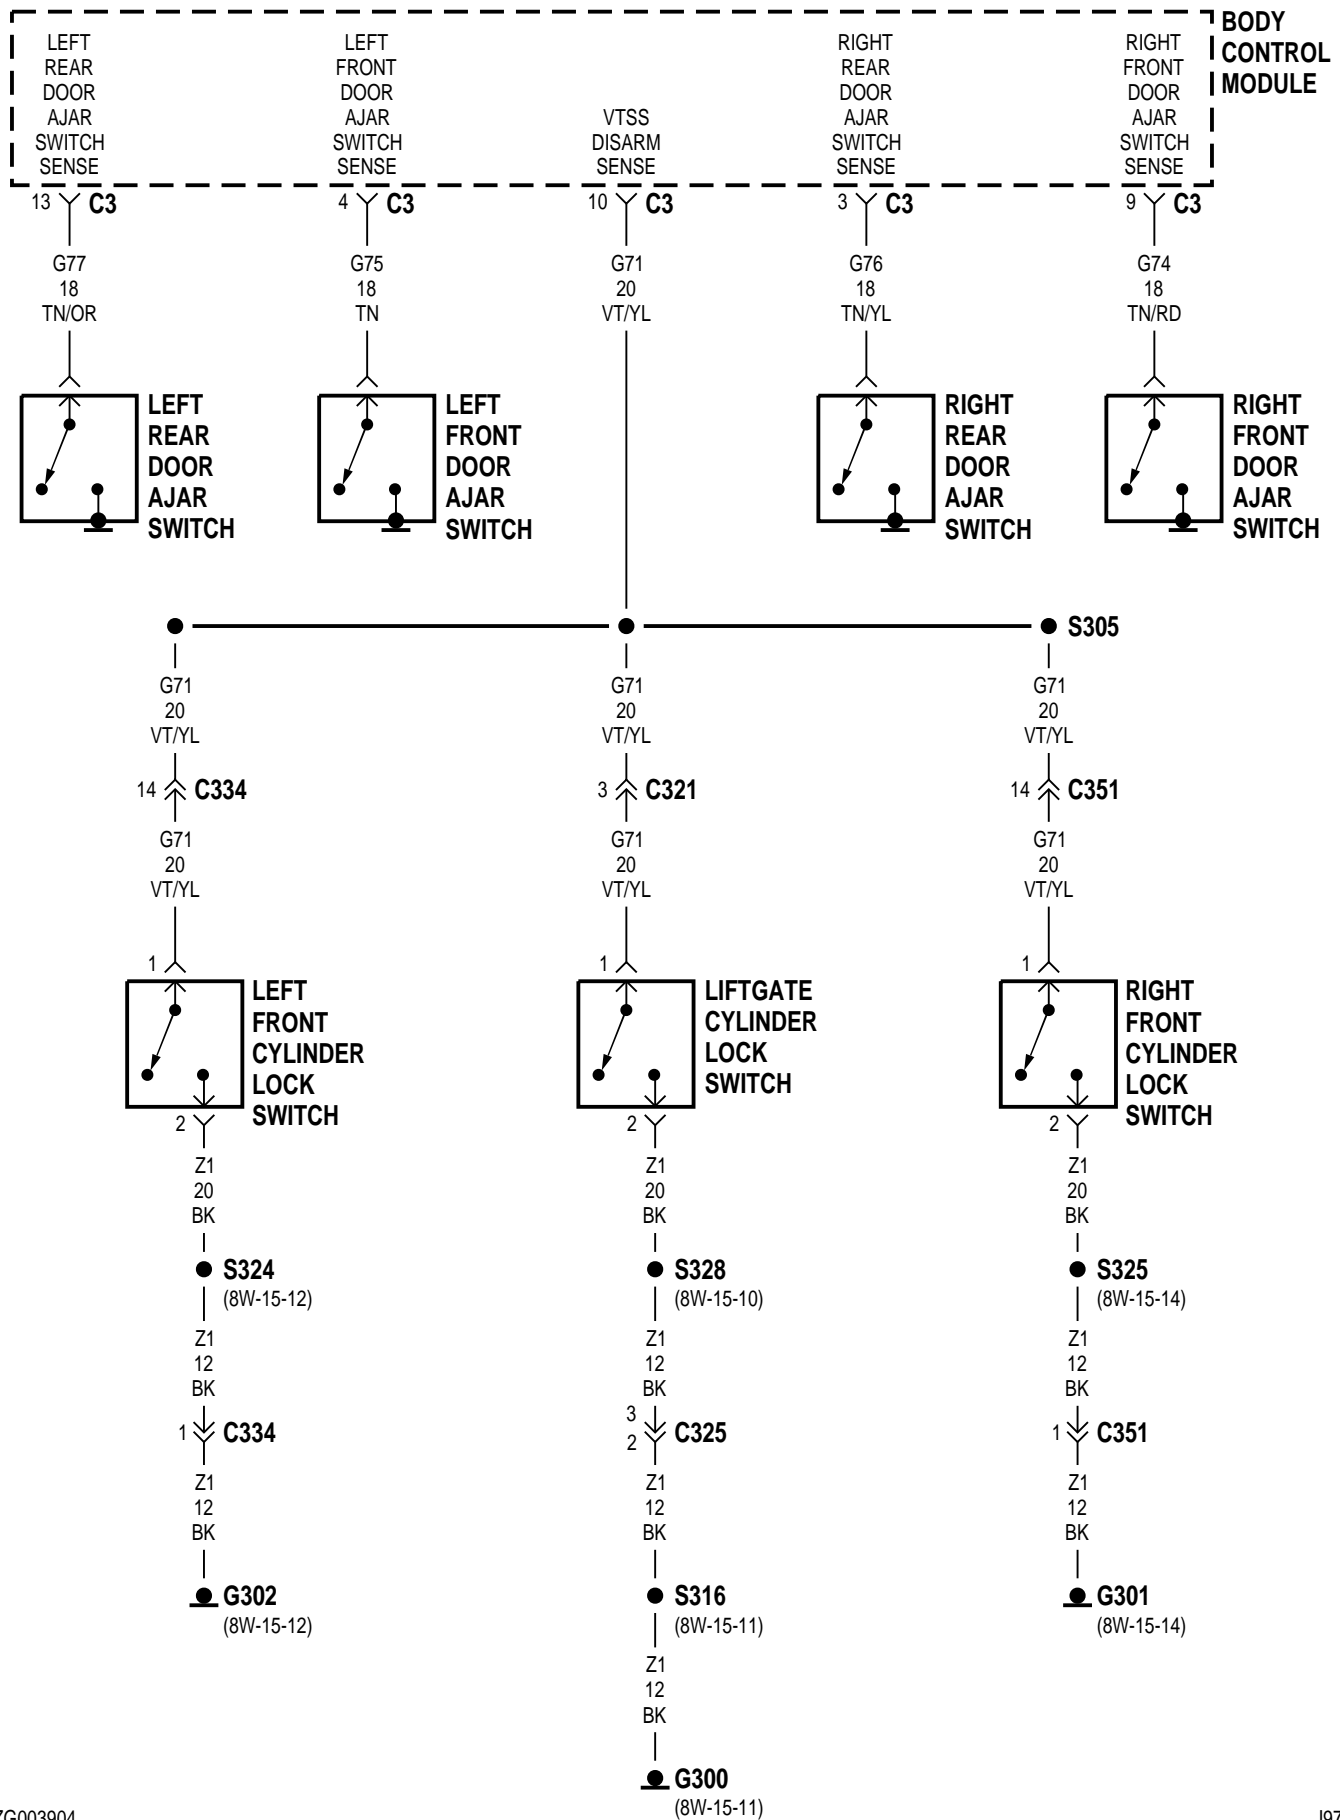 BODY
CONTROL
MODULE
LEFT
REAR
DOOR
AJAR
SWITCH
SENSE
LEFT
FRONT
DOOR
AJAR
SWITCH
SENSE
VTSS
DISARM
SENSE
RIGHT
REAR
DOOR
AJAR
SWITCH
SENSE
RIGHT
FRONT
DOOR
AJAR
SWITCH
SENSE
13 C3
4 C3
10 C3
3 C3
9 C3
G77
18
TN/OR
G75
18
TN
G71
20
VT/YL
G76
18
TN/YL
G74
18
TN/RD
LEFT
REAR
DOOR
AJAR
SWITCH
LEFT
FRONT
DOOR
AJAR
SWITCH
RIGHT
REAR
DOOR
AJAR
SWITCH
RIGHT
FRONT
DOOR
AJAR
SWITCH
S305
G71
20
VT/YL
G71
20
VT/YL
G71
20
VT/YL
14 C334
3 C321
14 C351
G71
20
VT/YL
G71
20
VT/YL
G71
20
VT/YL
1
1
1
LEFT
FRONT
CYLINDER
LOCK
SWITCH
LIFTGATE
CYLINDER
LOCK
SWITCH
RIGHT
FRONT
CYLINDER
LOCK
SWITCH
2
2
2
Z1
20
BK
Z1
20
BK
Z1
20
BK
S324
(8W-15-12)
S328
(8W-15-10)
S325
(8W-15-14)
Z1
12
BK
Z1
12
BK
Z1
12
BK
1 C334
3
2 C325
1 C351
Z1
12
BK
Z1
12
BK
Z1
12
BK
G302
(8W-15-12)
S316
(8W-15-11)
G301
(8W-15-14)
Z1
12
BK
G300
(8W-15-11)